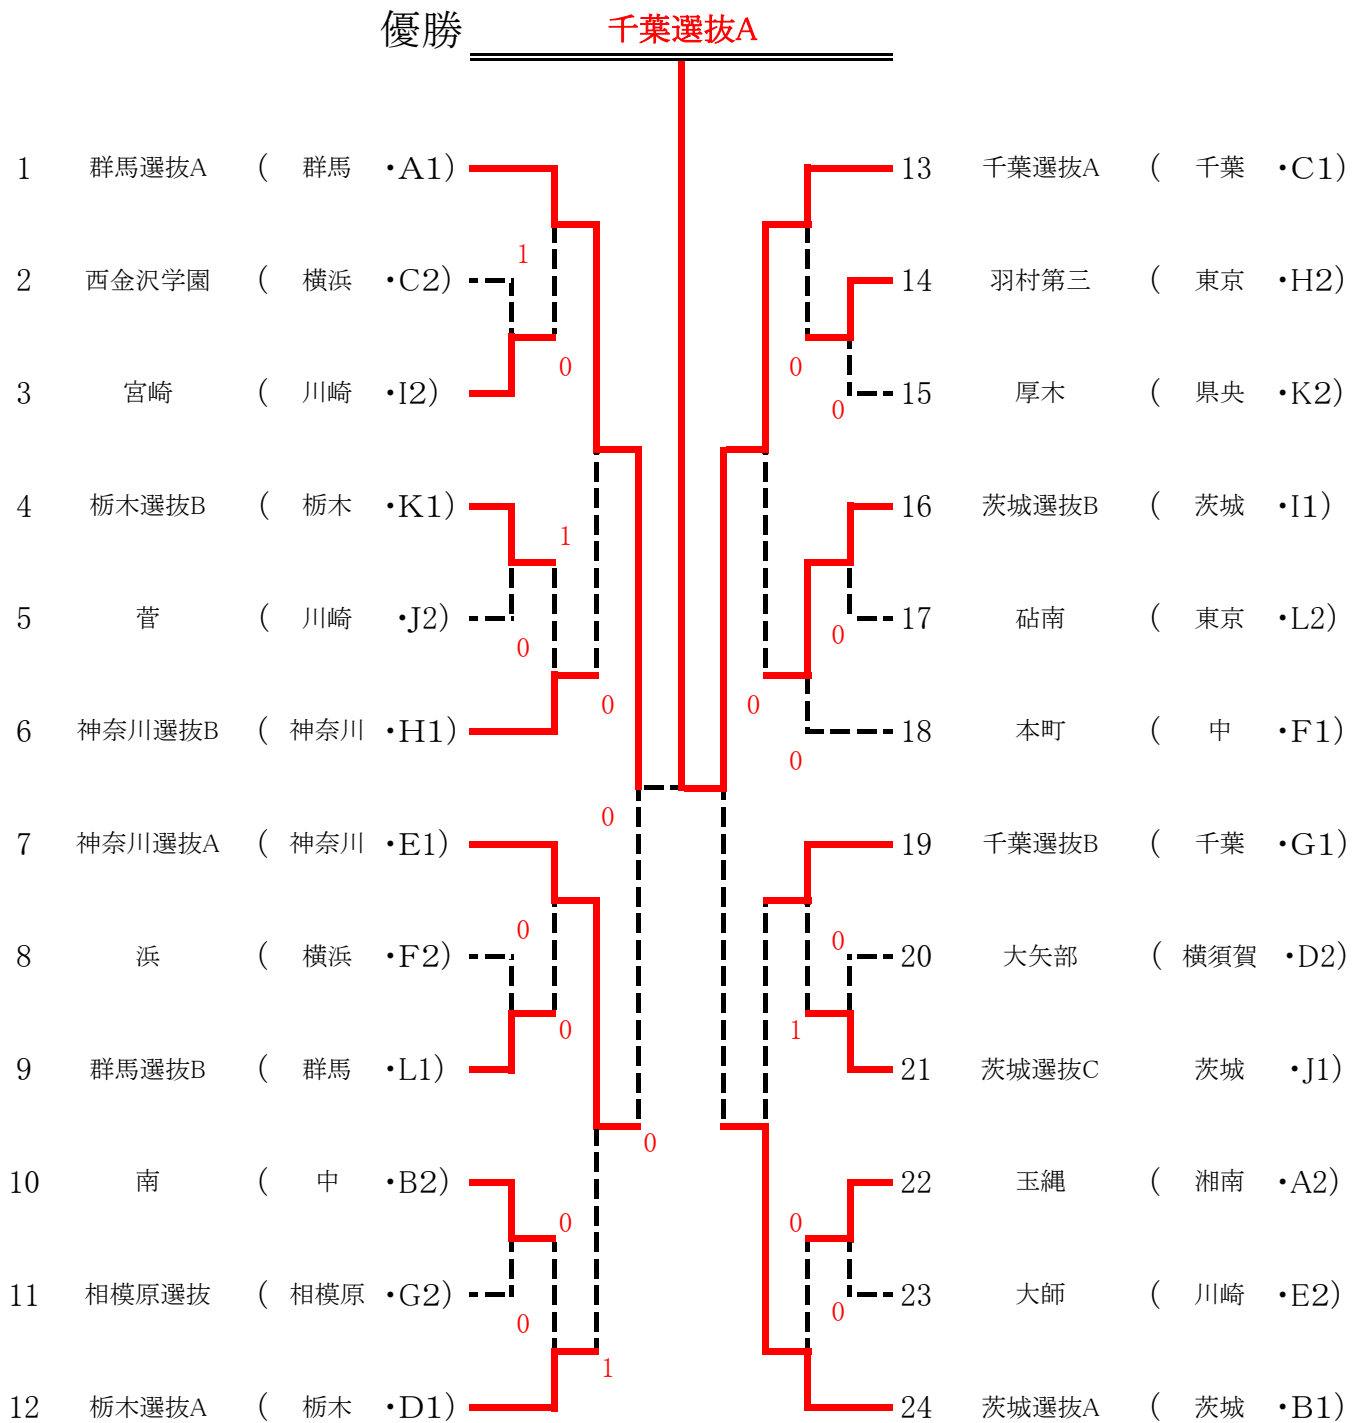 優勝 千葉選抜A
1 群馬選抜A ( 群馬 ・A1) 13 千葉選抜A ( 千葉 ・C1)
1
2 西金沢学園 ( 横浜 ・C2) 14 羽村第三 ( 東京 ・H2)
0 0
3 宮崎 ( 川崎 ・I2) 15 厚木 ( 県央 ・K2)
0
4 栃木選抜B ( 栃木 ・K1) 16 茨城選抜B ( 茨城 ・I1)
1
5 菅 ( 川崎 ・J2) 17 砧南 ( 東京 ・L2)
0 0
0 0
6 神奈川選抜B ( 神奈川 ・H1) 18 本町 ( 中 ・F1)
0
0
7 神奈川選抜A ( 神奈川 ・E1) 19 千葉選抜B ( 千葉 ・G1)
0 0
8 浜 ( 横浜 ・F2) 20 大矢部 ( 横須賀 ・D2)
0 1
9 群馬選抜B ( 群馬 ・L1) 21 茨城選抜C 茨城 ・J1)
0
10 南 ( 中 ・B2) 22 玉縄 ( 湘南 ・A2)
0 0
11 相模原選抜 ( 相模原 ・G2) 23 大師 ( 川崎 ・E2)
0 0
1
12 栃木選抜A ( 栃木 ・D1) 24 茨城選抜A ( 茨城 ・B1)